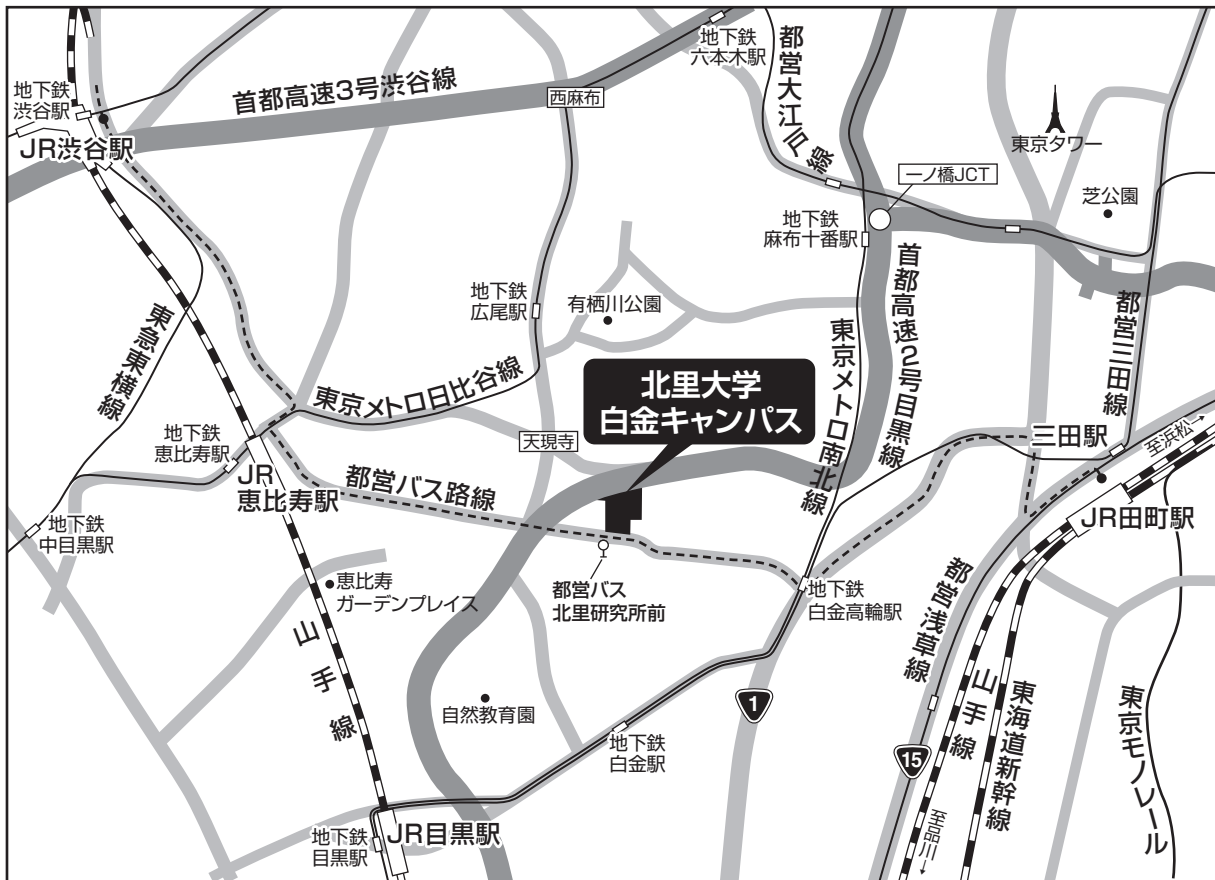 地下鉄
六本木駅
都営大江戸線
地下鉄
渋谷駅
首都高速3号渋谷線
西麻布
JR渋谷駅
東京タワー
一ノ橋JCT
芝公園
地下鉄
麻布十番駅
首都高速2号目黒線
都営三田線
地下鉄
広尾駅
有栖川公園
東急東横線
東京メトロ日比谷線
東京メトロ南北線
北里大学
白金キャンパス
天現寺
三田駅
至浜松→
地下鉄
恵比寿駅
JR
恵比寿駅
都営バス路線
JR田町駅
地下鉄
中目黒駅
恵比寿
ガーデンプレイス
都営バス
北里研究所前
地下鉄
白金高輪駅
都営浅草線
山手線
自然教育園
1
地下鉄
白金駅
15
山手線
東海道新幹線
東京モノレール
至品川→
地下鉄
目黒駅
JR目黒駅